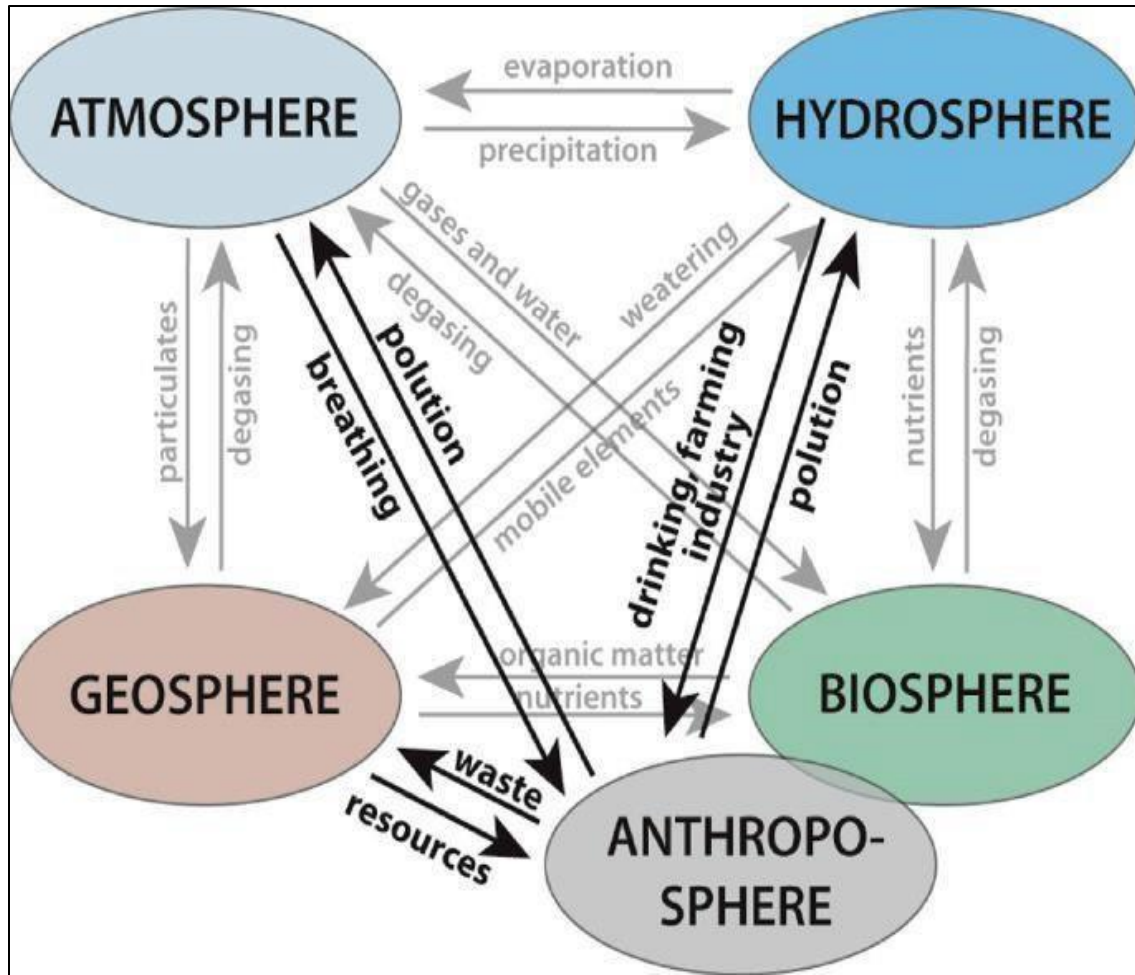 evaporation
ATMOSPHERE
HYDROSPHERE
precipitation
gases and water
degasing
weatering
mobile elements
particulates
degasing
breathing
polution
drinking, farming
industry
polution
nutrients
degasing
organic matter
nutrients
GEOSPHERE
BIOSPHERE
waste
resources
ANTHROPO-
SPHERE